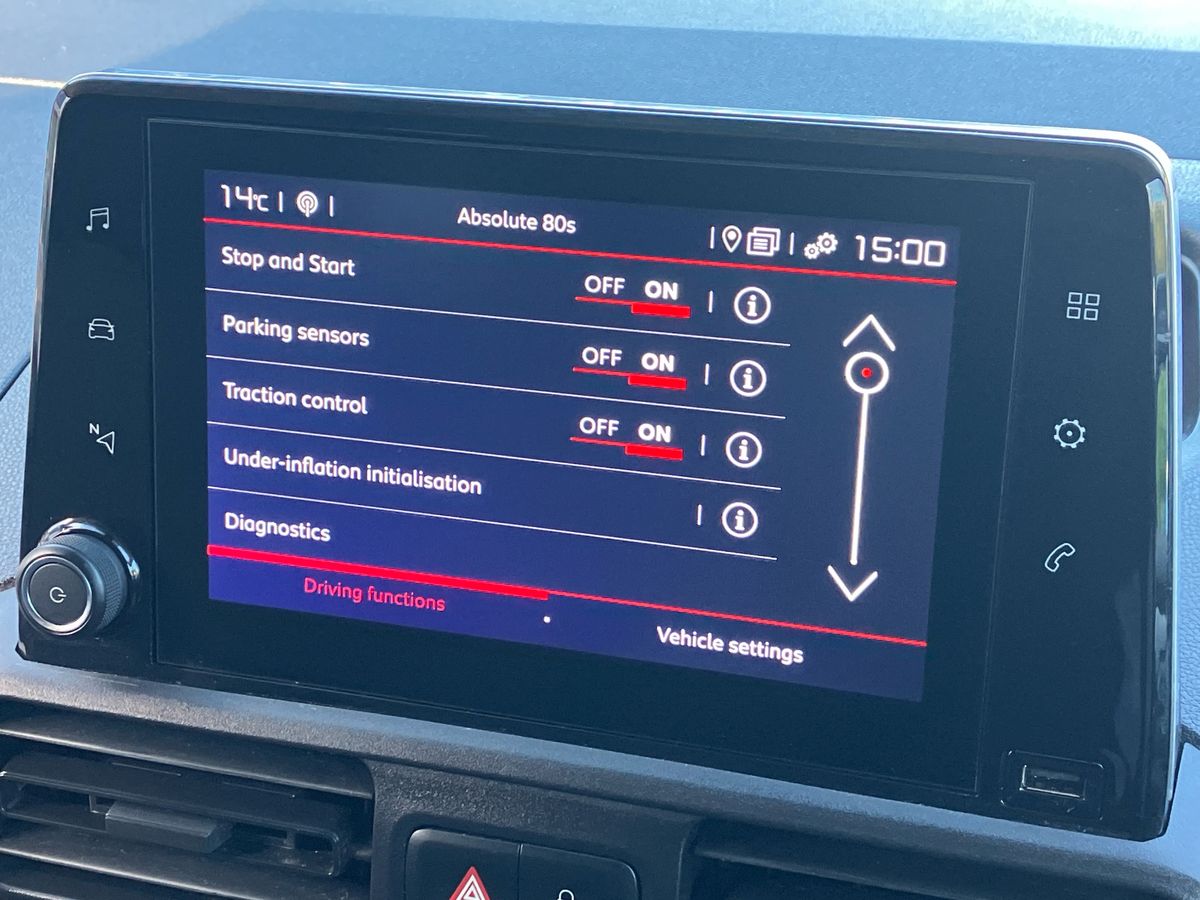 14°C
Absolute 80s
15:00
Stop and Start
OFF ON
Parking sensors
OFF ON
Traction control
OFF ON
Under-inflation initialisation
Diagnostics
Driving functions
Vehicle settings
N